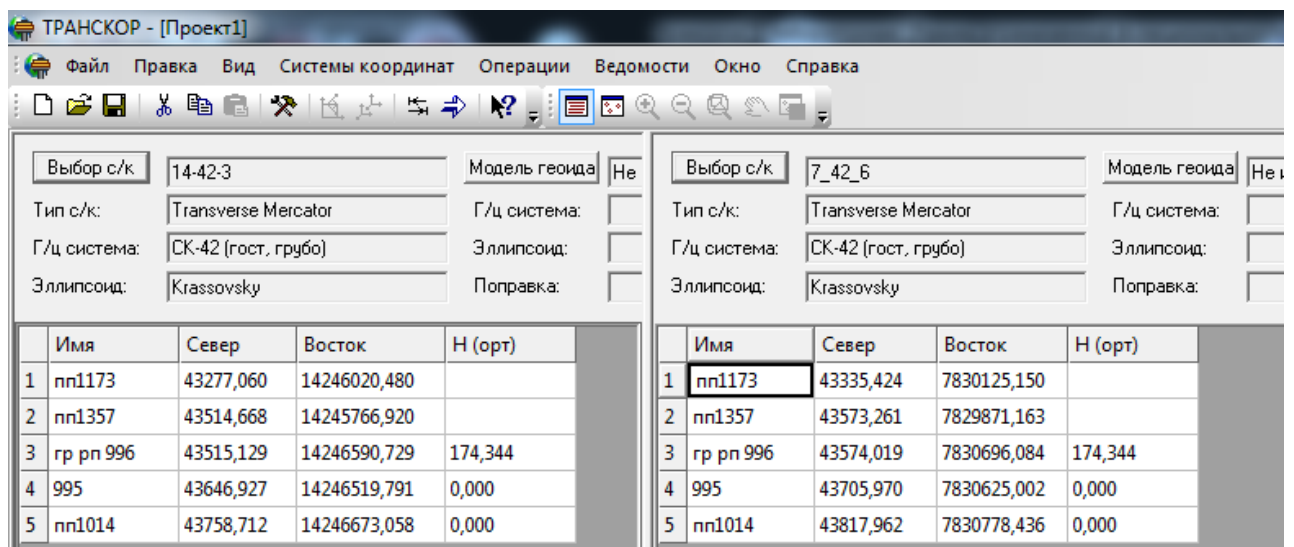 ТРАНСКОР - [Проект1]
Файл Правка Вид Системы координат Операции Ведомости Окно Справка
Выбор с/к 14-42-3 Модель геоида Не
Тип с/к: Transverse Mercator Г/ц система:
Г/ц система: СК-42 (гост, грубо) Эллипсоид:
Эллипсоид: Krassovsky Поправка:
Имя Север Восток H (орт)
1 пп1173 43277,060 14246020,480
2 пп1357 43514,668 14245766,920
3 гр рп 996 43515,129 14246590,729 174,344
4 995 43646,927 14246519,791 0,000
5 пп1014 43758,712 14246673,058 0,000
Выбор с/к 7_42_6 Модель геоида Не
Тип с/к: Transverse Mercator Г/ц система:
Г/ц система: СК-42 (гост, грубо) Эллипсоид:
Эллипсоид: Krassovsky Поправка:
Имя Север Восток H (орт)
1 пп1173 43335,424 7830125,150
2 пп1357 43573,261 7829871,163
3 гр рп 996 43574,019 7830696,084 174,344
4 995 43705,970 7830625,002 0,000
5 пп1014 43817,962 7830778,436 0,000